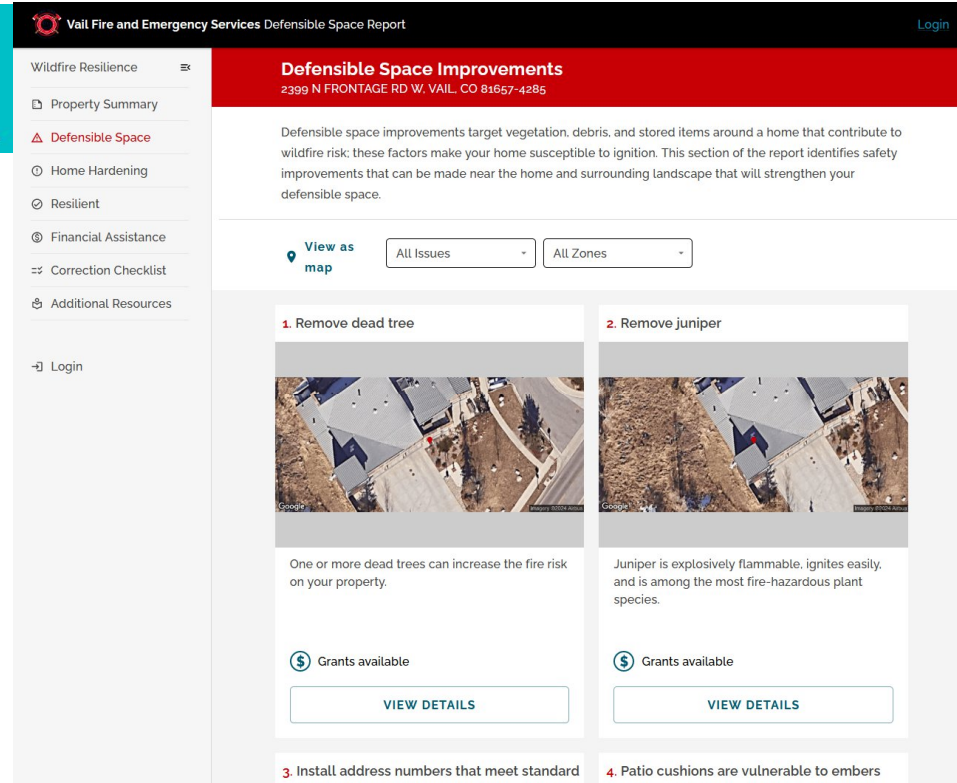 Vail Fire and Emergency Services Defensible Space Report
Login
Wildfire Resilience
Property Summary
Defensible Space
Home Hardening
Resilient
Financial Assistance
Correction Checklist
Additional Resources
Login
Defensible Space Improvements
2399 N FRONTAGE RD W, VAIL, CO 81657-4285
Defensible space improvements target vegetation, debris, and stored items around a home that contribute to
wildfire risk; these factors make your home susceptible to ignition. This section of the report identifies safety
improvements that can be made near the home and surrounding landscape that will strengthen your
defensible space.
View as
map
All Issues
All Zones
1. Remove dead tree
Google
Imagery ©2024 Airbus
One or more dead trees can increase the fire risk
on your property.
$ Grants available
VIEW DETAILS
2. Remove juniper
Google
Imagery ©2024 Airbus
Juniper is explosively flammable, ignites easily,
and is among the most fire-hazardous plant
species.
$ Grants available
VIEW DETAILS
3. Install address numbers that meet standard
4. Patio cushions are vulnerable to embers